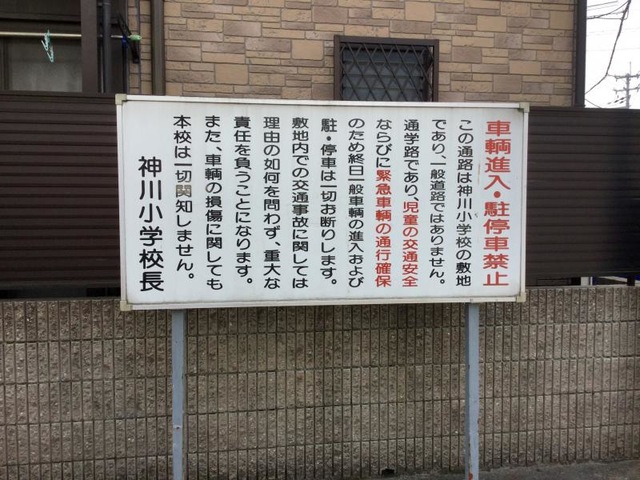 車輌進入・駐停車禁止
この通路は神川小学校の敷地
であり、一般道路ではありません。
通学路であり、児童の交通安全
ならびに緊急車輌の通行確保
のため終日一般車輌の進入および
駐・停車は一切お断りします。
敷地内での交通事故に関しては
理由の如何を問わず、重大な
責任を負うことになります。
また、車輌の損傷に関しても
本校は一切関知しません。
神川小学校長